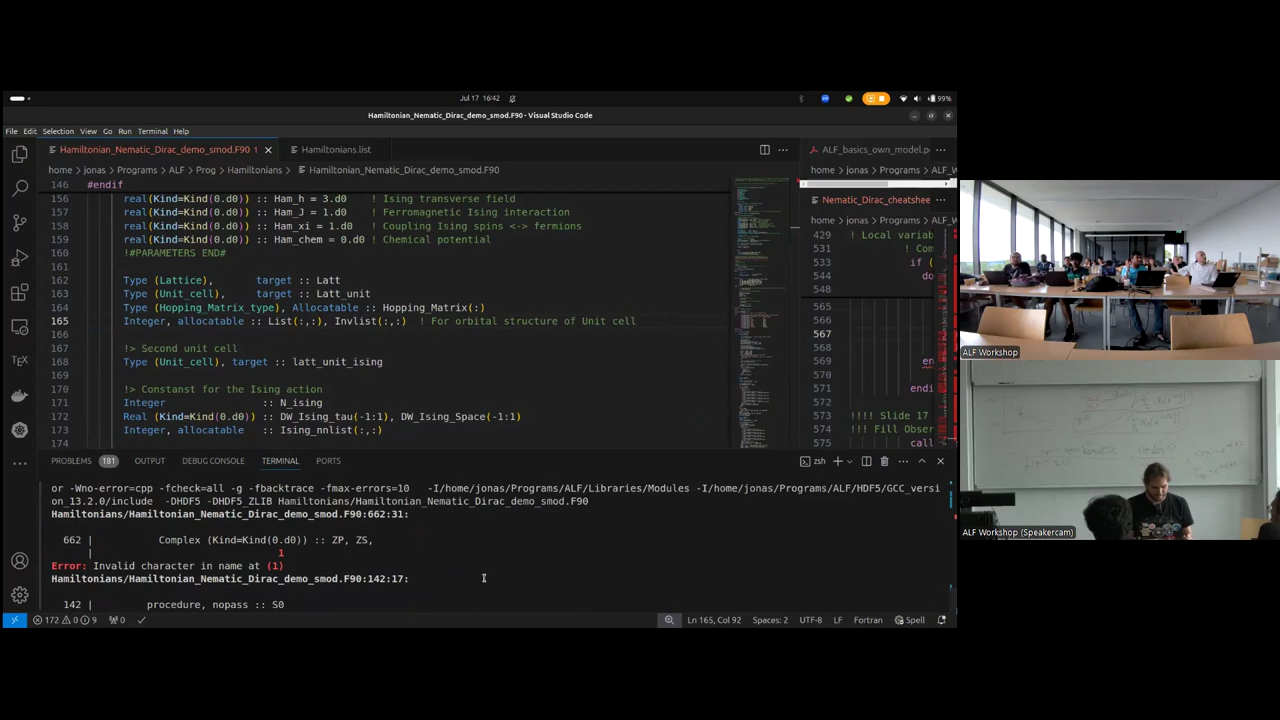 Jul 17 16:42
99%
Hamiltonian_Nematic_Dirac_demo_smod.F90 - Visual Studio Code
File Edit Selection View Go Run Terminal Help
Hamiltonian_Nematic_Dirac_demo_smod.F90 1
Hamiltonians.list
home > jonas > Programs > ALF > Prog > Hamiltonians > Hamiltonian_Nematic_Dirac_demo_smod.F90
146 #endif
156 real(Kind=Kind(0.d0)) :: Ham_h = 3.d0 ! Ising transverse field
157 real(Kind=Kind(0.d0)) :: Ham_J = 1.d0 ! Ferromagnetic Ising interaction
158 real(Kind=Kind(0.d0)) :: Ham_xi = 1.d0 ! Coupling Ising spins <-> fermions
159 real(Kind=Kind(0.d0)) :: Ham_chem = 0.d0 ! Chemical potential
160 !#PARAMETERS END#
161
162 Type (Lattice), target :: Latt
163 Type (Unit_cell), target :: Latt_unit
164 Type (Hopping_Matrix_type), Allocatable :: Hopping_Matrix(:)
165 Integer, allocatable :: List(:,:), Invlist(:,:) ! For orbital structure of Unit cell
166
167 !> Second unit cell
168 Type (Unit_cell), target :: latt_unit_ising
169
170 !> Constanst for the Ising action
171 Integer :: N_ising
172 Real (Kind=Kind(0.d0)) :: DW_Ising_tau(-1:1), DW_Ising_Space(-1:1)
173 Integer, allocatable :: Ising_nnlist(:,:)
174
ALF_basics_own_model.p
home > jonas > Programs > ALF_W
Nematic_Dirac_cheatshee
home > jonas > Programs > ALF_W
429 ! Local variab
531 ! Com
533 if (
544 do
548
565
566
567
568
569 en
571 endi
573 !!!! Slide 17
574 !!! Fill Obser
575 call
PROBLEMS 181 OUTPUT DEBUG CONSOLE TERMINAL PORTS
zsh
or -Wno-error=cpp -fcheck=all -g -fbacktrace -fmax-errors=10 -I/home/jonas/Programs/ALF/Libraries/Modules -I/home/jonas/Programs/ALF/HDF5/GCC_versi
on_13.2.0/include -DHDF5 -DHDF5_ZLIB Hamiltonians/Hamiltonian_Nematic_Dirac_demo_smod.F90
Hamiltonians/Hamiltonian_Nematic_Dirac_demo_smod.F90:662:31:
662 | Complex (Kind=Kind(0.d0)) :: ZP, ZS,
| 1
Error: Invalid character in name at (1)
Hamiltonians/Hamiltonian_Nematic_Dirac_demo_smod.F90:142:17:
142 | procedure, nopass :: S0
172 0 9 0
Ln 165, Col 92 Spaces: 2 UTF-8 LF Fortran Spell
ALF Workshop
ALF Workshop (Speakercam)